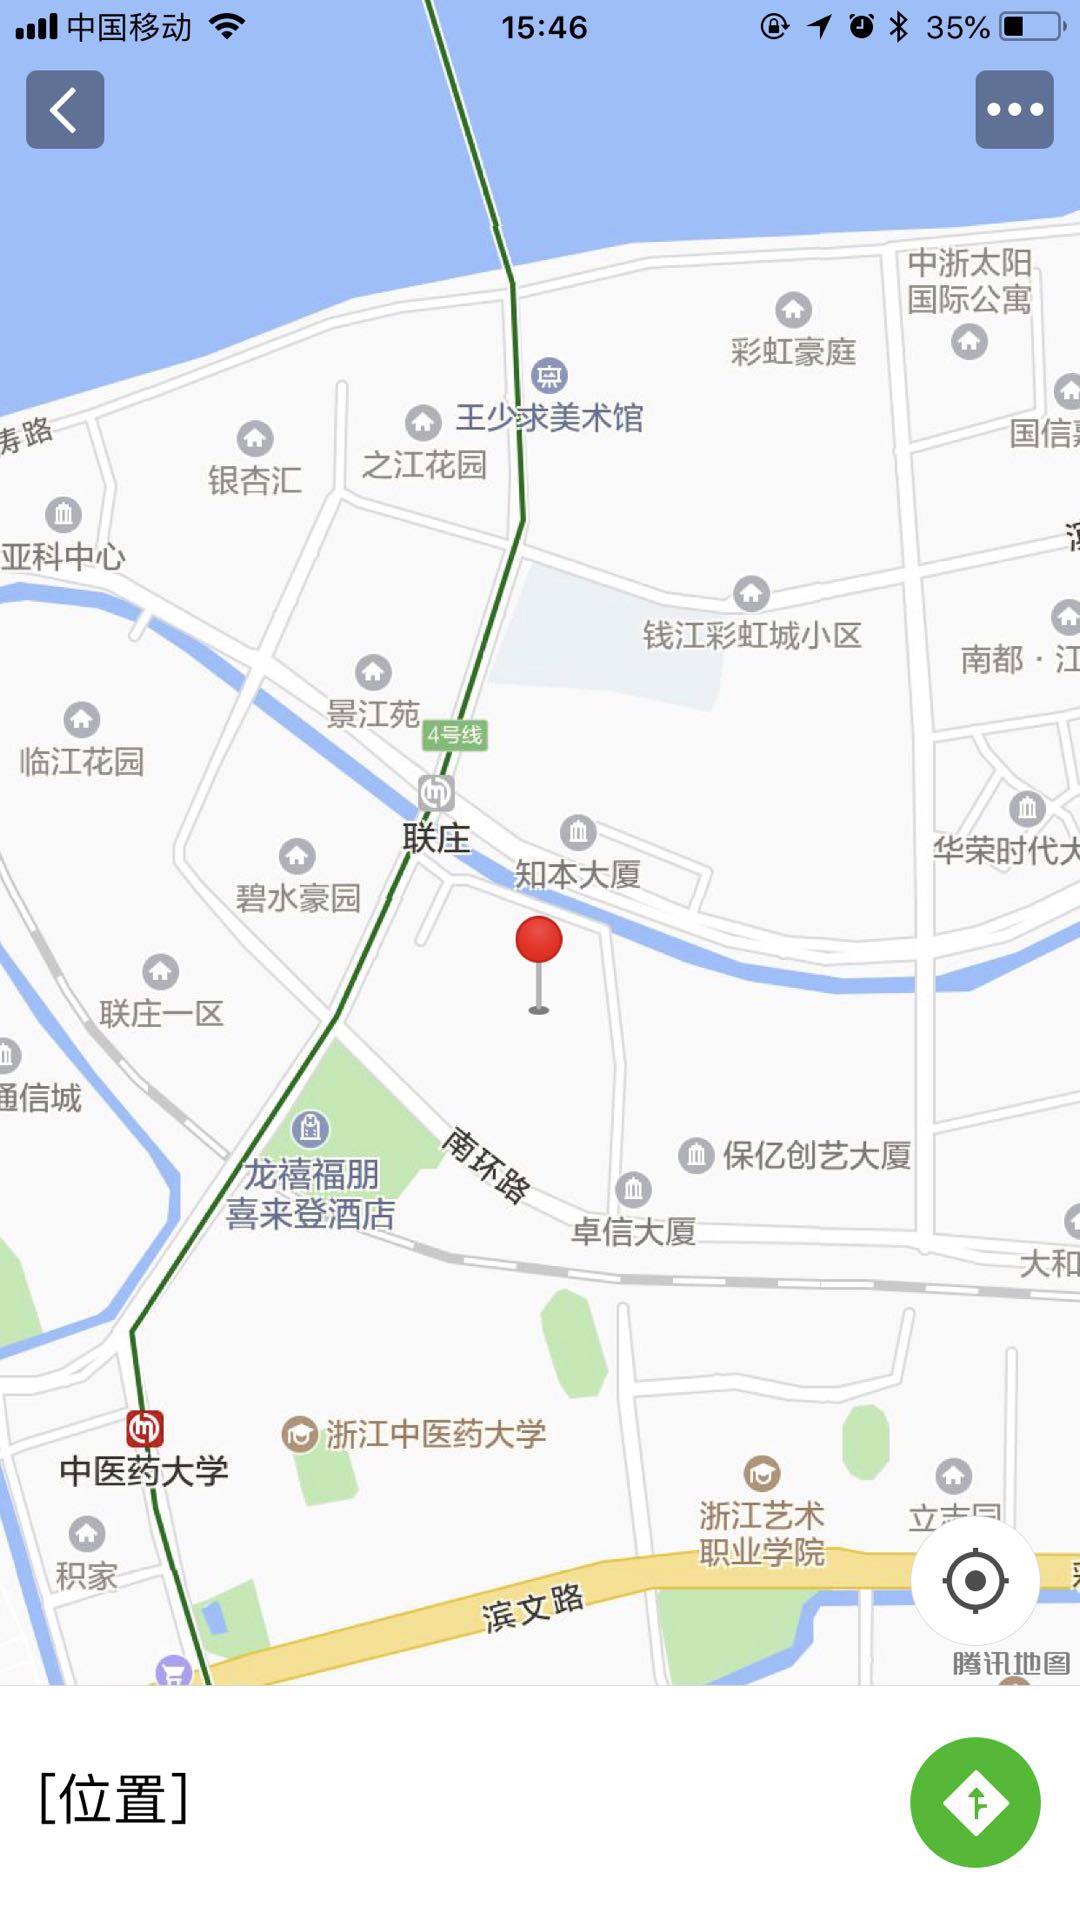 中国移动
15:46
35%
中浙太阳
国际公寓
彩虹豪庭
王少求美术馆
涛路
国信
之江花园
银杏汇
亚科中心
钱江彩虹城小区
南都·江
景江苑
4号线
临江花园
联庄
华荣时代大
知本大厦
碧水豪园
联庄一区
通信城
南环路
保亿创艺大厦
龙禧福朋
喜来登酒店
卓信大厦
大和
浙江中医药大学
中医药大学
浙江艺术
职业学院
立志园
积家
滨文路
腾讯地图
[位置]